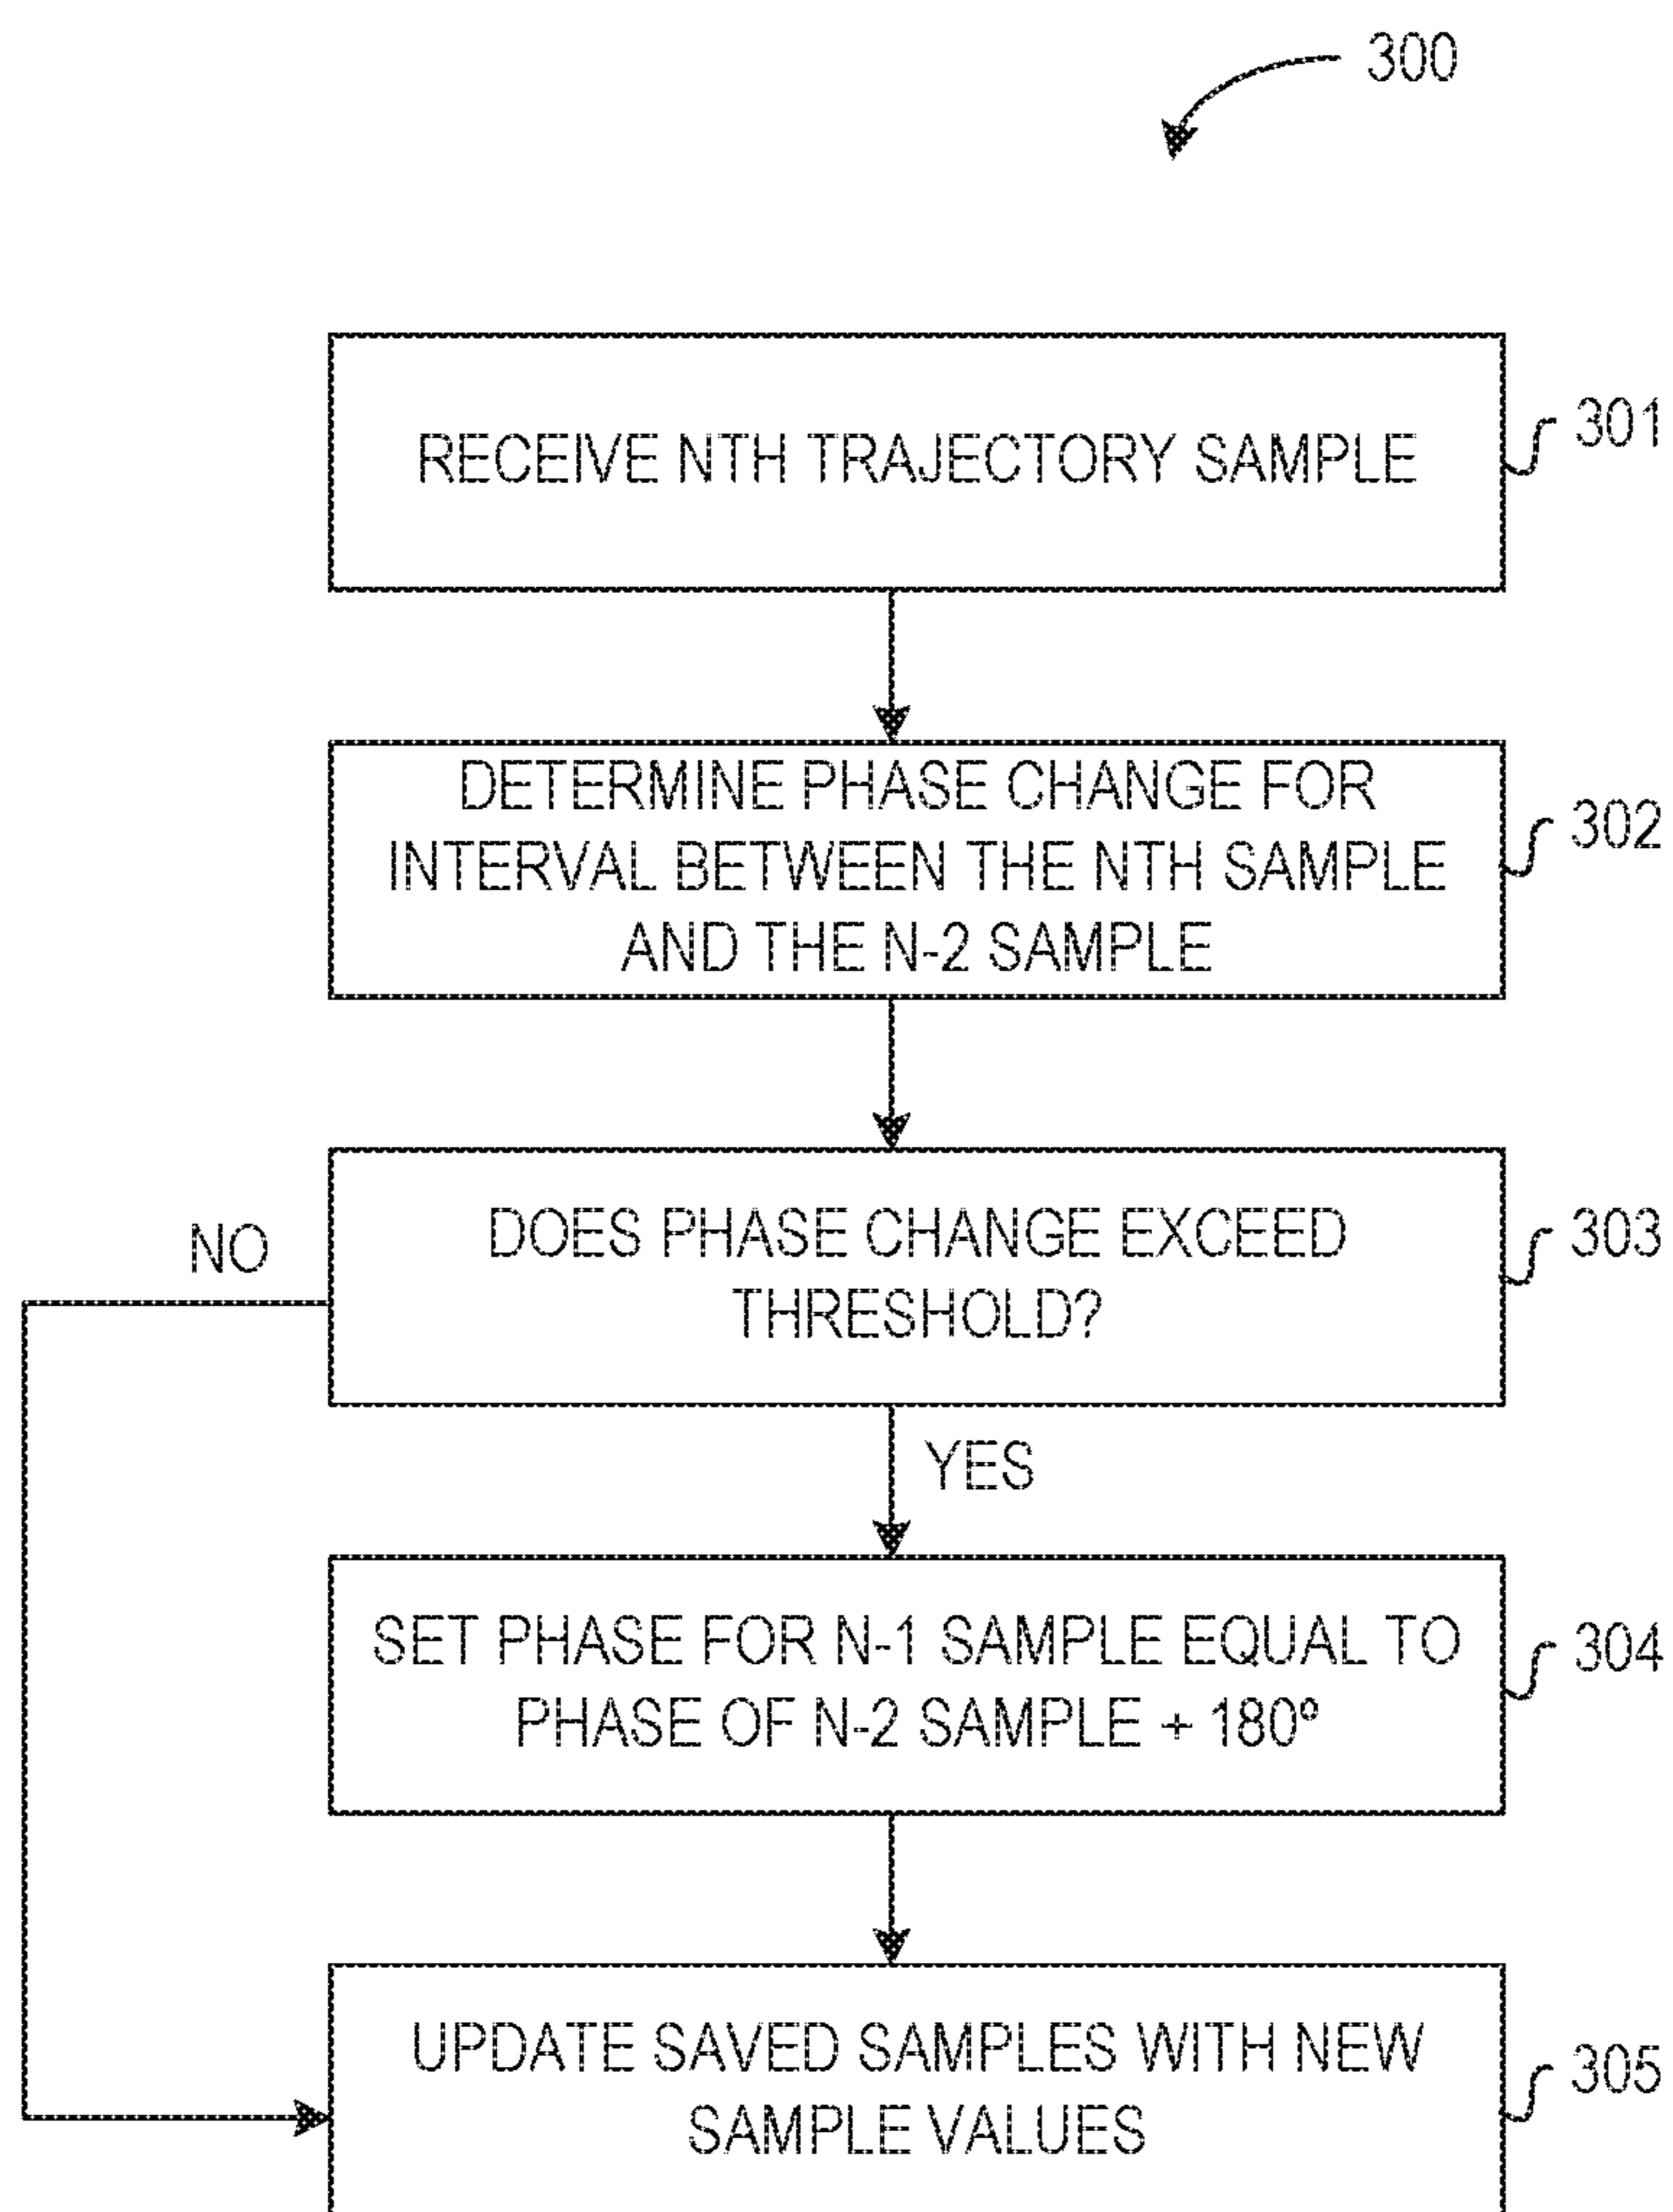 300
RECEIVE NTH TRAJECTORY SAMPLE
301
DETERMINE PHASE CHANGE FOR
INTERVAL BETWEEN THE NTH SAMPLE
AND THE N-2 SAMPLE
302
DOES PHASE CHANGE EXCEED
THRESHOLD?
303
NO
YES
SET PHASE FOR N-1 SAMPLE EQUAL TO
PHASE OF N-2 SAMPLE + 180º
304
UPDATE SAVED SAMPLES WITH NEW
SAMPLE VALUES
305